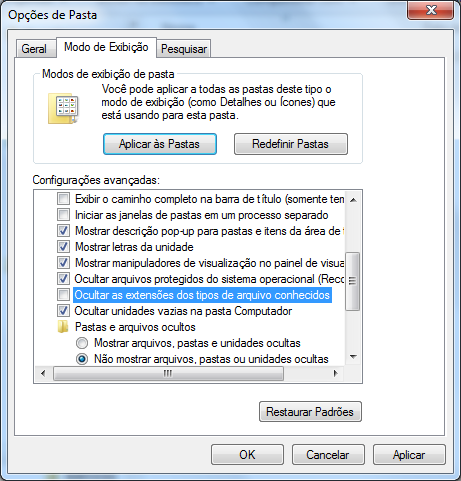 Opções de Pasta
Geral
Modo de Exibição
Pesquisar
Modos de exibição de pasta
Você pode aplicar a todas as pastas deste tipo o
modo de exibição (como Detalhes ou Ícones) que
está usando para esta pasta.
Aplicar às Pastas
Redefinir Pastas
Configurações avançadas:
Exibir o caminho completo na barra de título (somente tem
Iniciar as janelas de pastas em um processo separado
Mostrar descrição pop-up para pastas e itens da área de t
Mostrar letras da unidade
Mostrar manipuladores de visualização no painel de visua
Ocultar arquivos protegidos do sistema operacional (Reco
Ocultar as extensões dos tipos de arquivo conhecidos
Ocultar unidades vazias na pasta Computador
Pastas e arquivos ocultos
Mostrar arquivos, pastas e unidades ocultas
Não mostrar arquivos, pastas ou unidades ocultas
Restaurar Padrões
OK
Cancelar
Aplicar